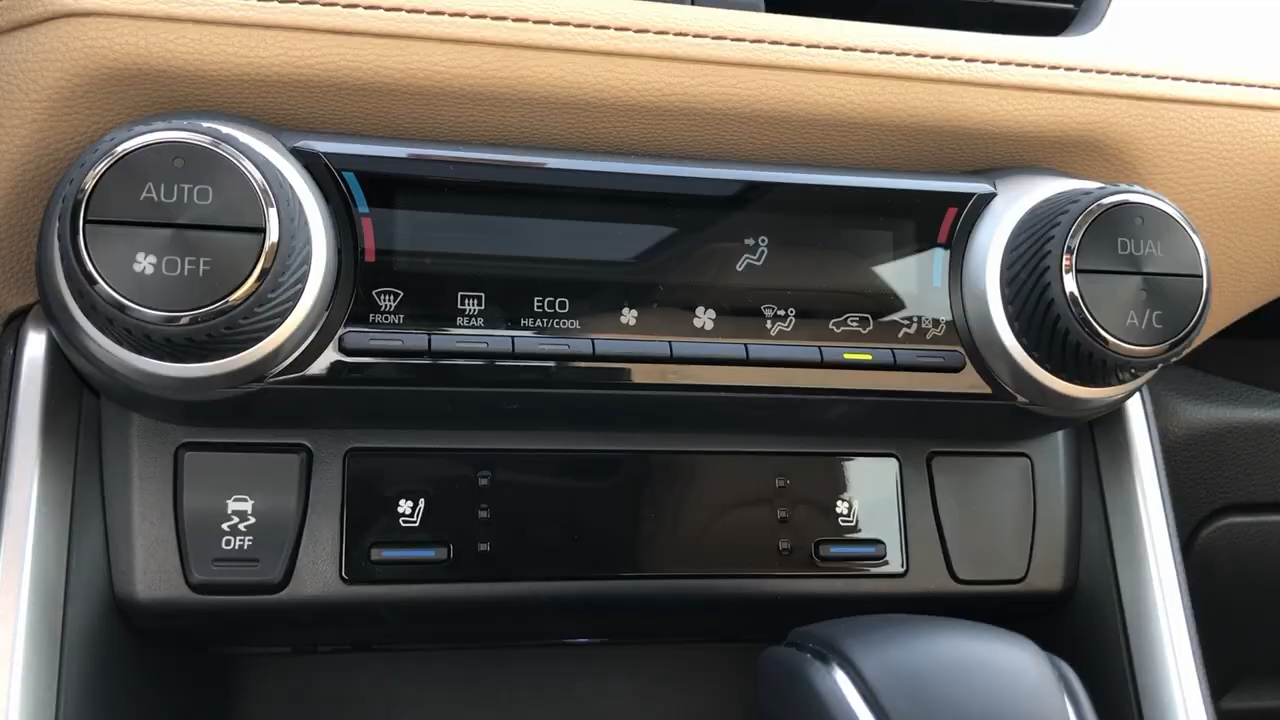 AUTO
OFF
DUAL
A/C
FRONT
REAR
ECO
HEAT/COOL
OFF